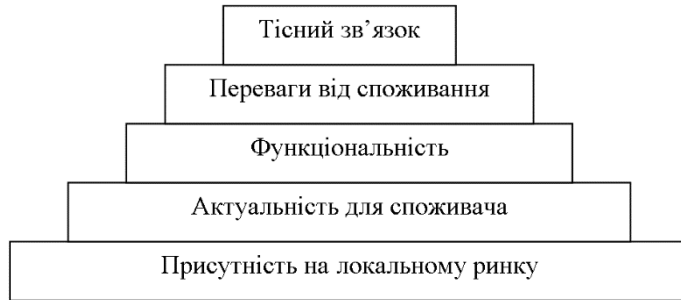 Тісний зв’язок
Переваги від споживання
Функціональність
Актуальність для споживача
Присутність на локальному ринку